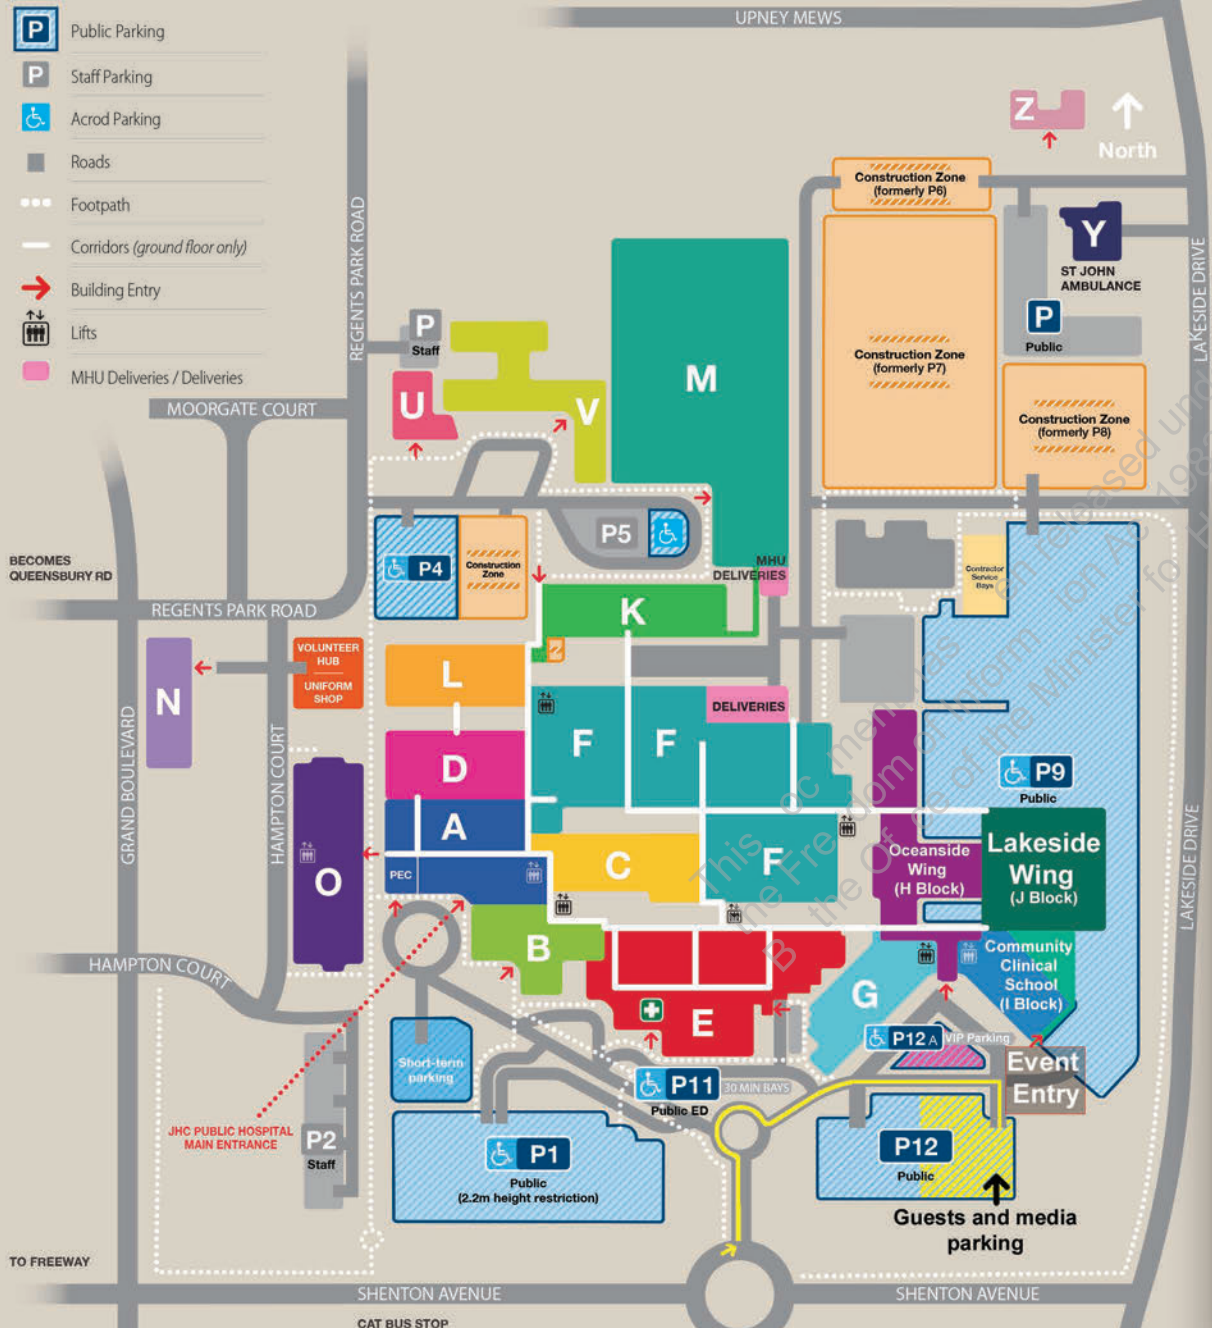 P
Public Parking
P
Staff Parking
Acrod Parking
Roads
Footpath
Corridors (ground floor only)
Building Entry
Lifts
MHU Deliveries / Deliveries
UPNEY MEWS
Z
North
Construction Zone
(formerly P6)
Y
ST JOHN
AMBULANCE
LAKESIDE DRIVE
REGENTS PARK ROAD
P
Staff
M
Construction Zone
(formerly P7)
P
Public
U
V
MOORGATE COURT
Construction Zone
(formerly P8)
P5
P4
Construction
Zone
MHU
DELIVERIES
Contractor
Service
Bays
BECOMES
QUEENSBURY RD
REGENTS PARK ROAD
K
N
VOLUNTEER
HUB
UNIFORM
SHOP
L
DELIVERIES
F
F
D
P9
Public
GRAND BOULEVARD
HAMPTON COURT
LAKESIDE DRIVE
A
C
F
O
PEC
Oceanside
Wing
(H Block)
Lakeside
Wing
(J Block)
B
Community
Clinical
School
(I Block)
HAMPTON COURT
G
E
P12 A
VIP Parking
Short-term
parking
Event
Entry
P11
30 MIN BAYS
Public ED
JHC PUBLIC HOSPITAL
MAIN ENTRANCE
P2
Staff
P1
Public
(2.2m height restriction)
P12
Public
Guests and media
parking
TO FREEWAY
SHENTON AVENUE
SHENTON AVENUE
CAT BUS STOP